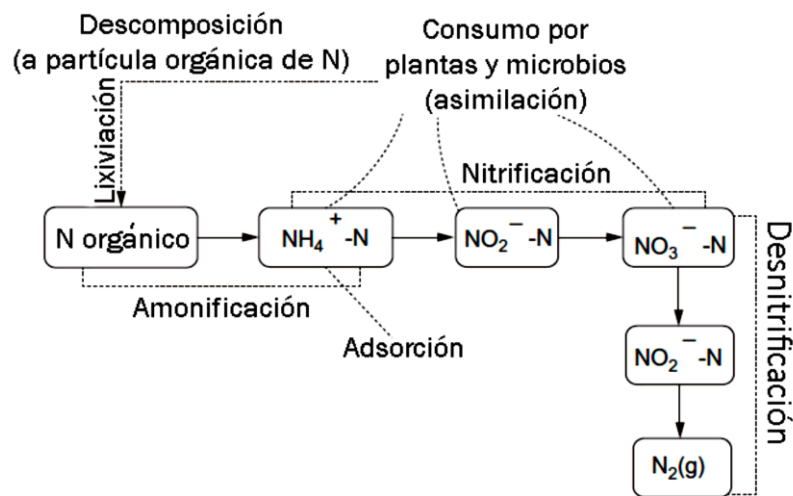 Descomposición
(a partícula orgánica de N)
Consumo por
plantas y microbios
(asimilación)
Lixiviación
Nitrificación
N orgánico
NH₄⁺-N
NO₂⁻-N
NO₃⁻-N
Amonificación
Adsorción
Desnitrificación
NO₂⁻-N
N₂(g)